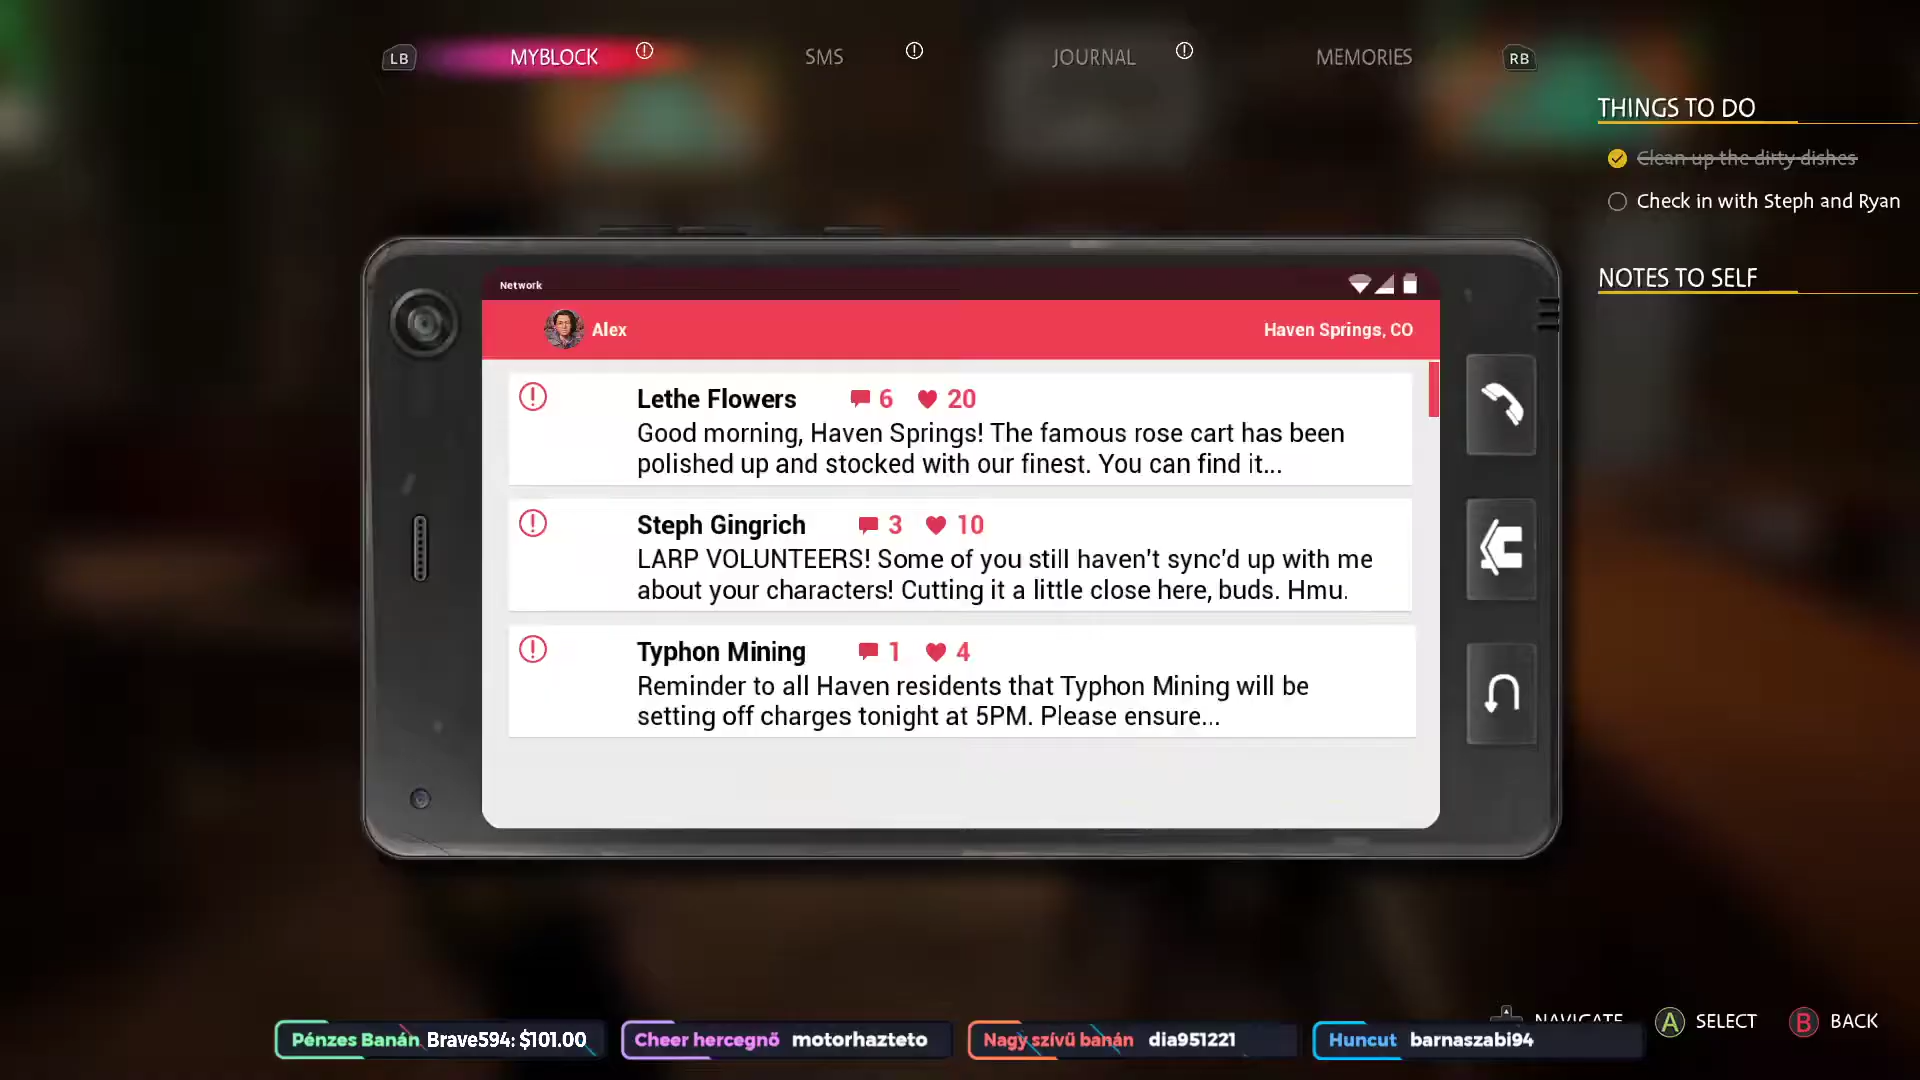 LB
MYBLOCK
SMS
JOURNAL
MEMORIES
RB
THINGS TO DO
Clean up the dirty dishes
Check in with Steph and Ryan
NOTES TO SELF
Network
Alex
Haven Springs, CO
Lethe Flowers 6 20
Good morning, Haven Springs! The famous rose cart has been
polished up and stocked with our finest. You can find it...
Steph Gingrich 3 10
LARP VOLUNTEERS! Some of you still haven't sync'd up with me
about your characters! Cutting it a little close here, buds. Hmu.
Typhon Mining 1 4
Reminder to all Haven residents that Typhon Mining will be
setting off charges tonight at 5PM. Please ensure...
NAVIGATE
A SELECT
B BACK
Pénzes Banán Brave594: $101.00
Cheer hercegnő motorhazteto
Nagy szívű banán dia951221
Huncut barnaszabi94